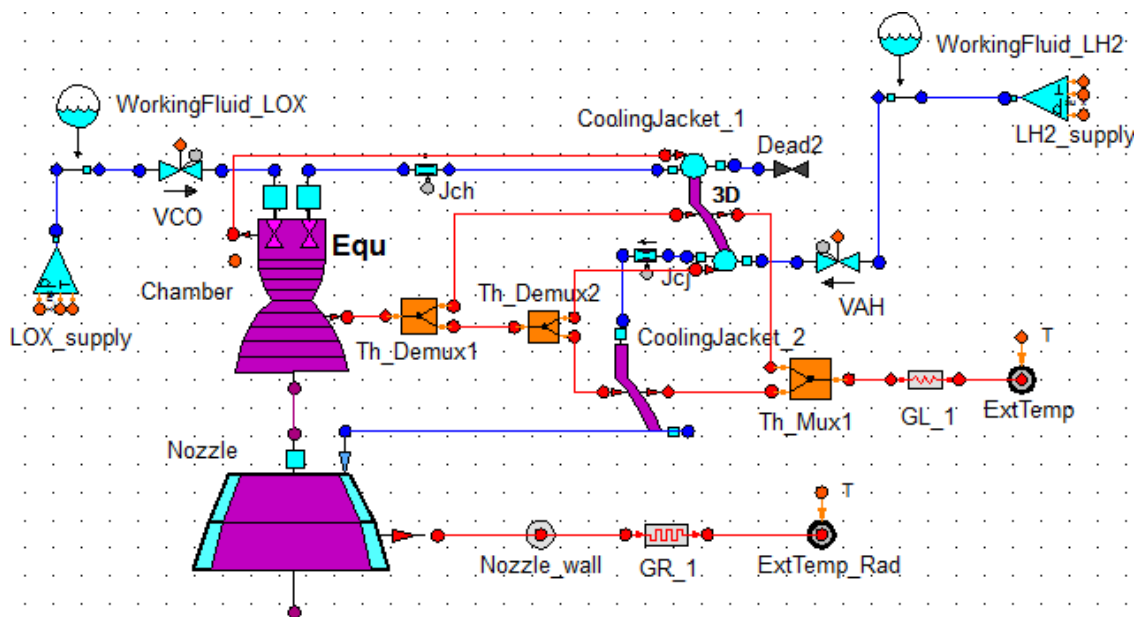 WorkingFluid_LH2
WorkingFluid_LOX
LH2_supply
CoolingJacket_1
Dead2
Jch
3D
VCO
Equ
Jcj
VAH
Chamber
Th_Demux2
LOX_supply
Th_Demux1
CoolingJacket_2
T
Th_Mux1
GL_1
ExtTemp
Nozzle
T
Nozzle_wall
GR_1
ExtTemp_Rad